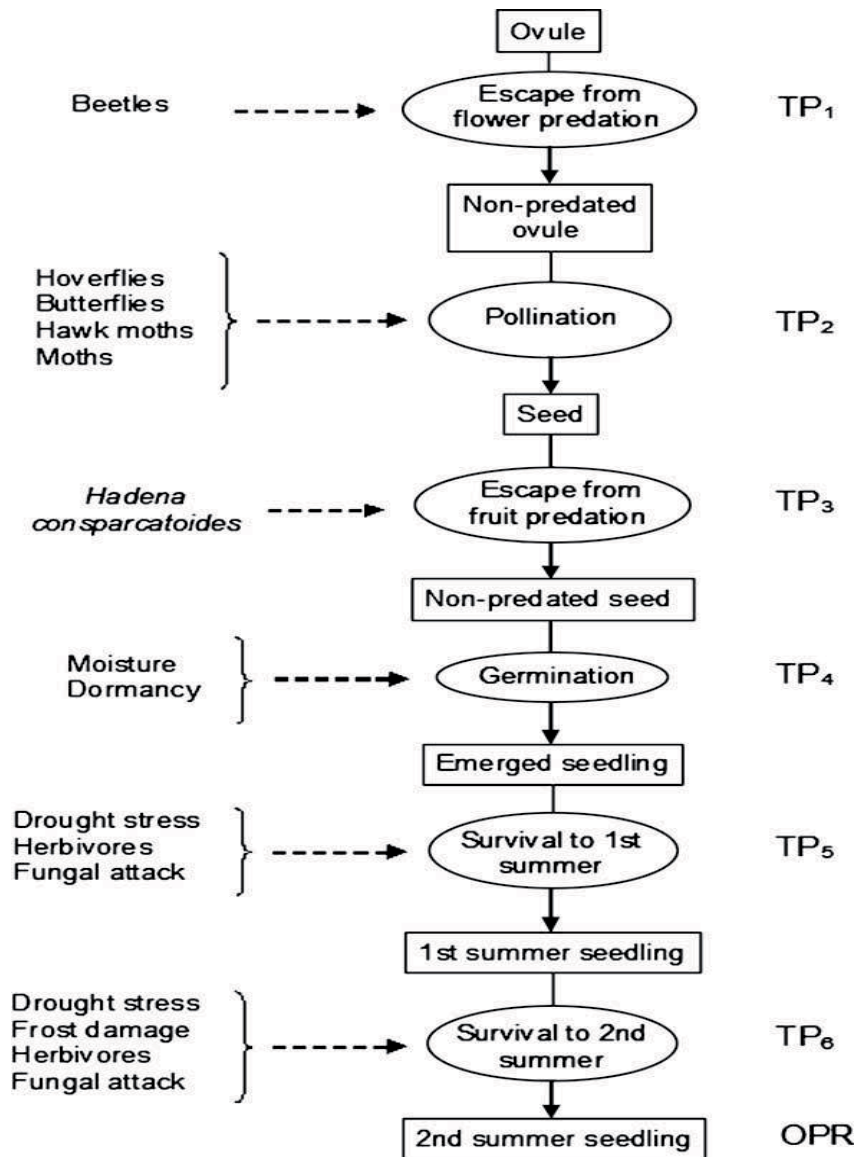 Ovule
Beetles
Escape from
flower predation
TP₁
Non-predated
ovule
Hoverflies
Butterflies
Hawk moths
Moths
Pollination
TP₂
Seed
Hadena
consparcatoides
Escape from
fruit predation
TP₃
Non-predated seed
Moisture
Dormancy
Germination
TP₄
Emerged seedling
Drought stress
Herbivores
Fungal attack
Survival to 1st
summer
TP₅
1st summer seedling
Drought stress
Frost damage
Herbivores
Fungal attack
Survival to 2nd
summer
TP₆
2nd summer seedling
OPR